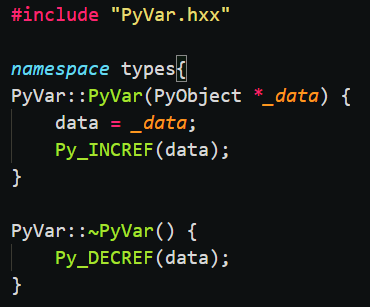 #include "PyVar.hxx"
namespace types{
PyVar::PyVar(PyObject *_data) {
    data = _data;
    Py_INCREF(data);
}
PyVar::~PyVar() {
    Py_DECREF(data);
}